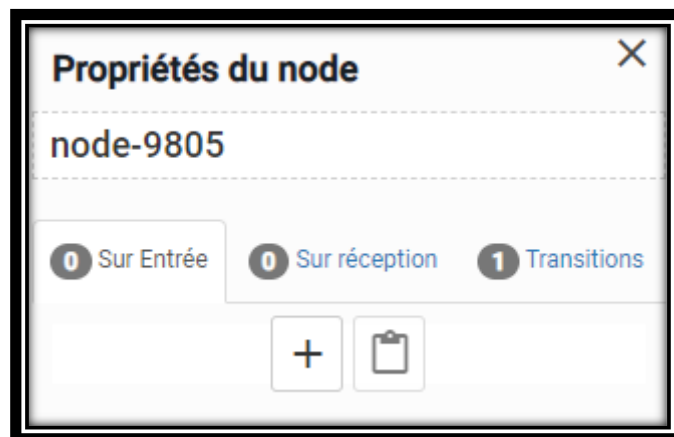 Propriétés du node
node-9805
0 Sur Entrée 0 Sur réception 1 Transitions